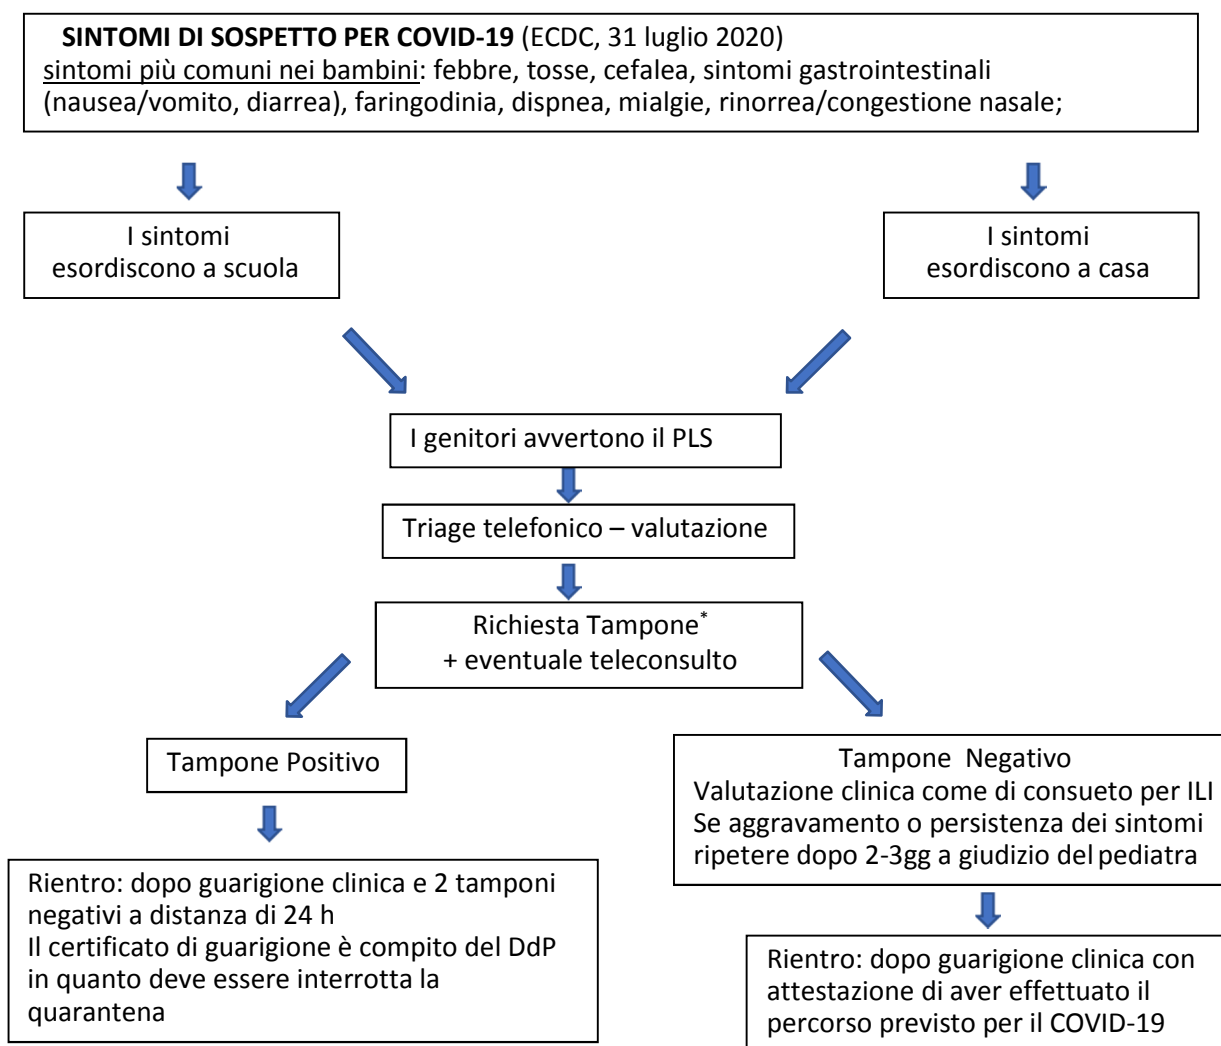 SINTOMI DI SOSPETTO PER COVID-19 (ECDC, 31 luglio 2020)
sintomi più comuni nei bambini: febbre, tosse, cefalea, sintomi gastrointestinali
(nausea/vomito, diarrea), faringodinia, dispnea, mialgie, rinorrea/congestione nasale;
I sintomi
esordiscono a scuola
I sintomi
esordiscono a casa
I genitori avvertono il PLS
Triage telefonico – valutazione
Richiesta Tampone*
+ eventuale teleconsulto
Tampone Positivo
Tampone Negativo
Valutazione clinica come di consueto per ILI
Se aggravamento o persistenza dei sintomi
ripetere dopo 2-3gg a giudizio del pediatra
Rientro: dopo guarigione clinica e 2 tamponi
negativi a distanza di 24 h
Il certificato di guarigione è compito del DdP
in quanto deve essere interrotta la
quarantena
Rientro: dopo guarigione clinica con
attestazione di aver effettuato il
percorso previsto per il COVID-19